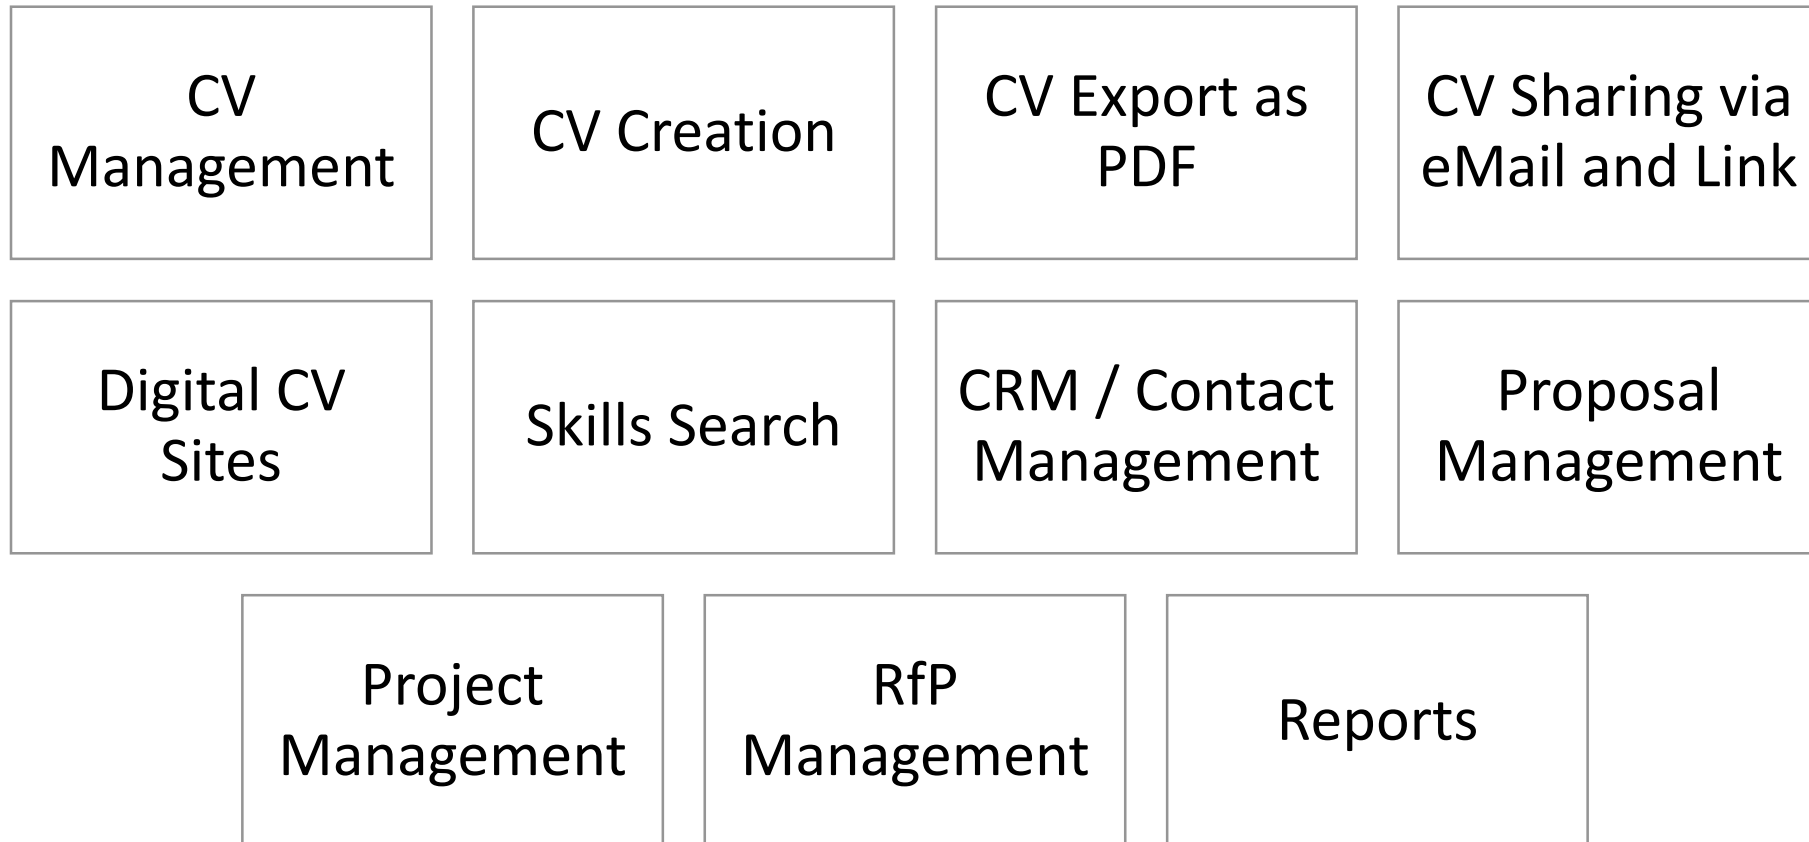 CV
Management
CV Creation
CV Export as
PDF
CV Sharing via
eMail and Link
Digital CV
Sites
Skills Search
CRM / Contact
Management
Proposal
Management
Project
Management
RfP
Management
Reports